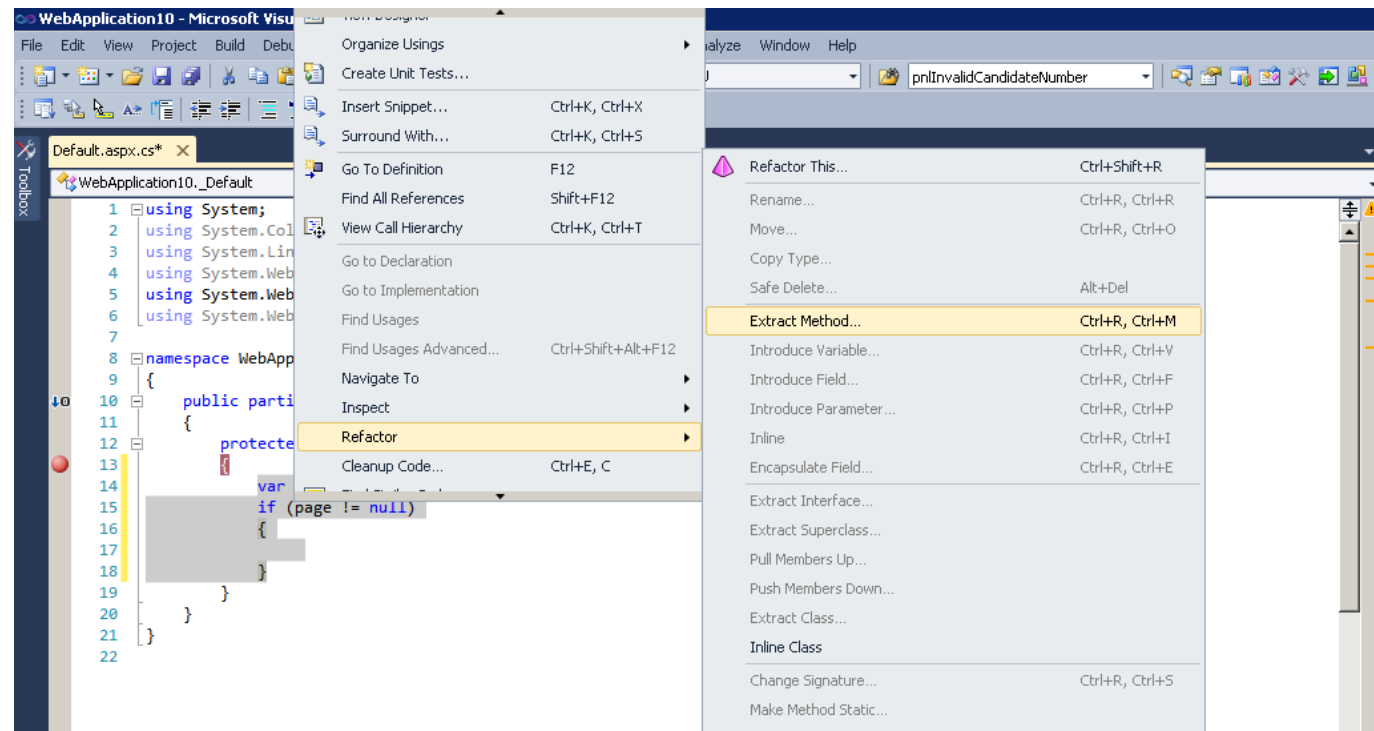 WebApplication10 - Microsoft Visu
File Edit View Project Build Debu
alyze Window Help
pnlInvalidCandidateNumber
Default.aspx.cs*
WebApplication10._Default
Toolbox
Organize Usings
Create Unit Tests...
Insert Snippet... Ctrl+K, Ctrl+X
Surround With... Ctrl+K, Ctrl+S
Go To Definition F12
Find All References Shift+F12
View Call Hierarchy Ctrl+K, Ctrl+T
Go to Declaration
Go to Implementation
Find Usages
Find Usages Advanced... Ctrl+Shift+Alt+F12
Navigate To
Inspect
Refactor
Cleanup Code... Ctrl+E, C
Refactor This... Ctrl+Shift+R
Rename... Ctrl+R, Ctrl+R
Move... Ctrl+R, Ctrl+O
Copy Type...
Safe Delete... Alt+Del
Extract Method... Ctrl+R, Ctrl+M
Introduce Variable... Ctrl+R, Ctrl+V
Introduce Field... Ctrl+R, Ctrl+F
Introduce Parameter... Ctrl+R, Ctrl+P
Inline Ctrl+R, Ctrl+I
Encapsulate Field... Ctrl+R, Ctrl+E
Extract Interface...
Extract Superclass...
Pull Members Up...
Push Members Down...
Extract Class...
Inline Class
Change Signature... Ctrl+R, Ctrl+S
Make Method Static...
1 using System;
2 using System.Col
3 using System.Lin
4 using System.Web
5 using System.Web
6 using System.Web
7
8 namespace WebApp
9 {
10 public parti
11 {
12 protecte
13 {
14 var
15 if (page != null)
16 {
17
18 }
19 }
20 }
21 }
22